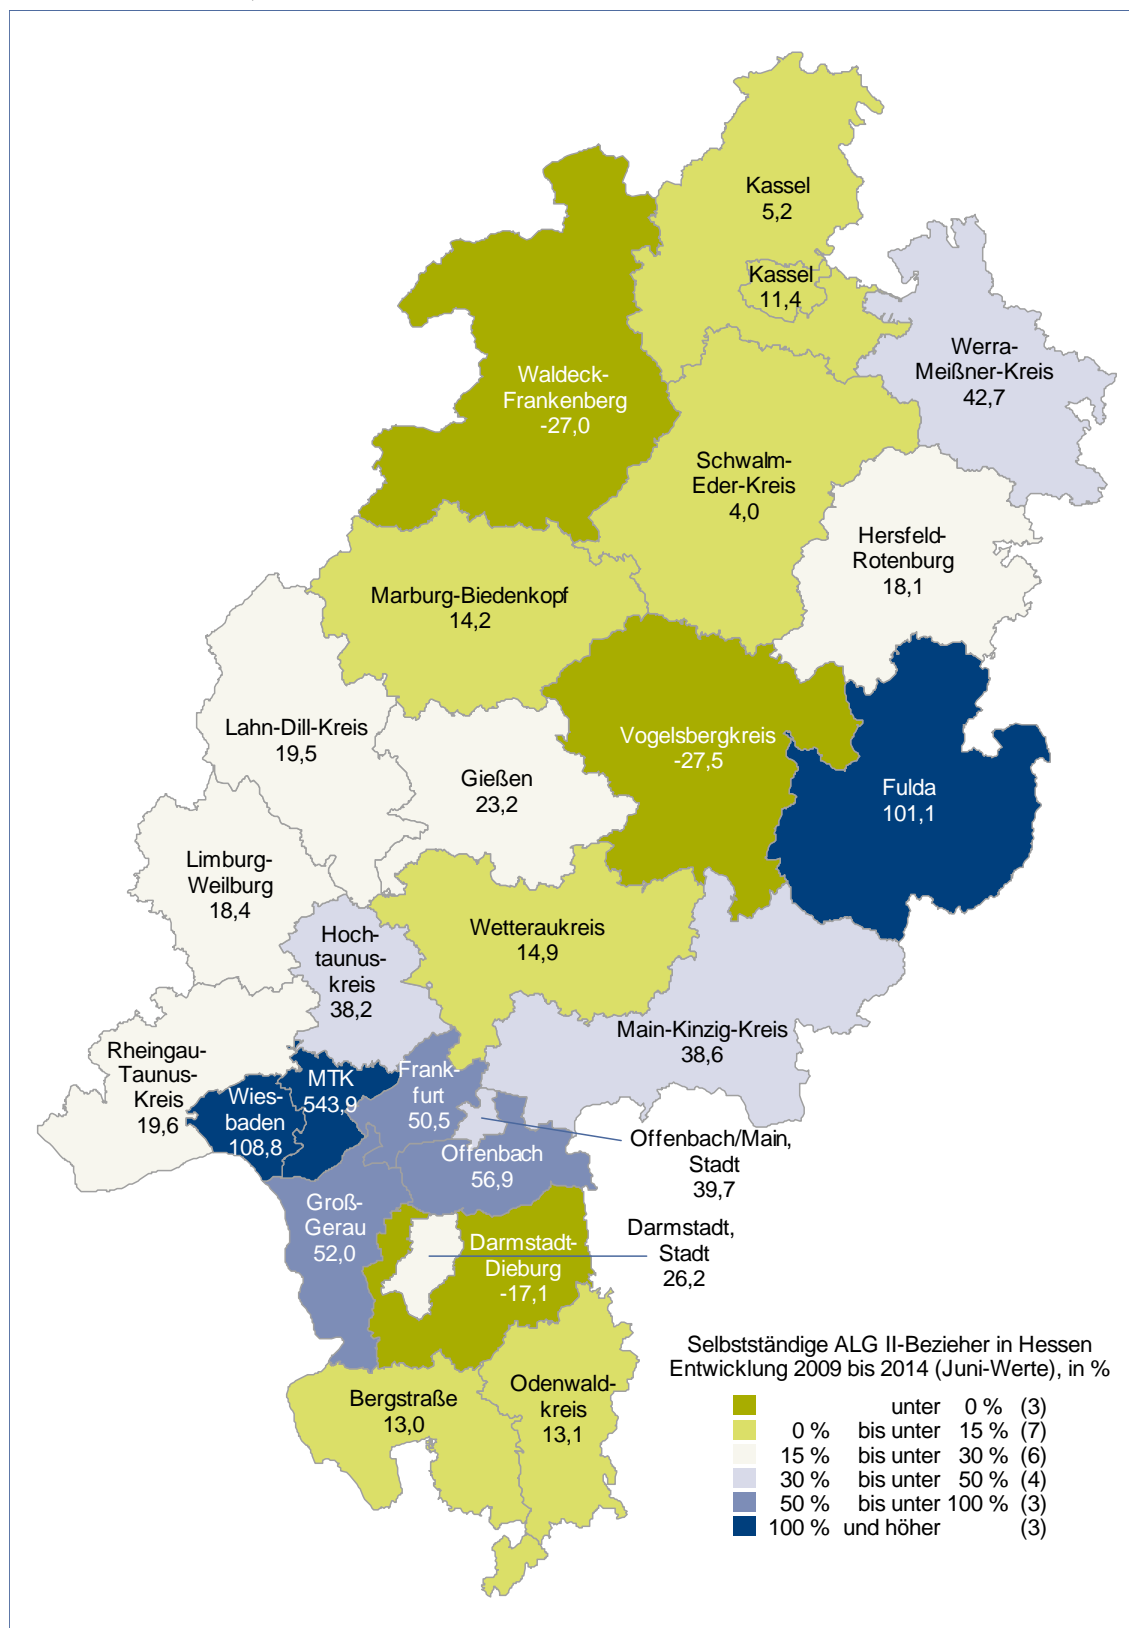 Kassel
5,2
Kassel
11,4
Werra-
Meißner-Kreis
42,7
Waldeck-
Frankenberg
-27,0
Schwalm-
Eder-Kreis
4,0
Hersfeld-
Rotenburg
18,1
Marburg-Biedenkopf
14,2
Lahn-Dill-Kreis
19,5
Gießen
23,2
Vogelsbergkreis
-27,5
Fulda
101,1
Limburg-
Weilburg
18,4
Hoch-
taunus-
kreis
38,2
Wetteraukreis
14,9
Main-Kinzig-Kreis
38,6
Rheingau-
Taunus-
Kreis
19,6
Wies-
baden
108,8
MTK
543,9
Frank-
furt
50,5
Offenbach
56,9
Offenbach/Main,
Stadt
39,7
Groß-
Gerau
52,0
Darmstadt-
Dieburg
-17,1
Darmstadt,
Stadt
26,2
Bergstraße
13,0
Odenwald-
kreis
13,1
Selbstständige ALG II-Bezieher in Hessen
Entwicklung 2009 bis 2014 (Juni-Werte), in %
unter 0 % (3)
0 % bis unter 15 % (7)
15 % bis unter 30 % (6)
30 % bis unter 50 % (4)
50 % bis unter 100 % (3)
100 % und höher (3)